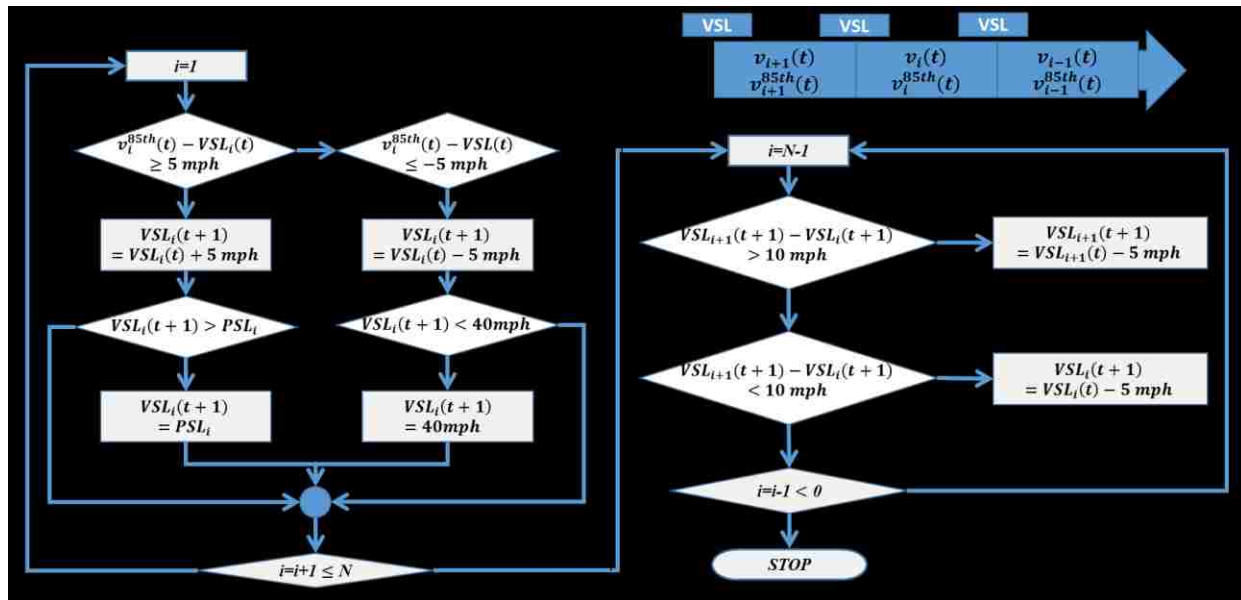 VSL VSL VSL
v_{i+1}(t) v_i(t) v_{i-1}(t)
v_{i+1}^{85th}(t) v_i^{85th}(t) v_{i-1}^{85th}(t)
i=1
v_i^{85th}(t) − VSL_i(t)
≥ 5 mph
v_i^{85th}(t) − VSL(t)
≤ −5 mph
VSL_i(t + 1)
= VSL_i(t) + 5 mph
VSL_i(t + 1)
= VSL_i(t) − 5 mph
VSL_i(t + 1) > PSL_i
VSL_i(t + 1) < 40mph
VSL_i(t + 1)
= PSL_i
VSL_i(t + 1)
= 40mph
i=i+1 ≤ N
i=N-1
VSL_{i+1}(t + 1) − VSL_i(t + 1)
> 10 mph
VSL_{i+1}(t + 1)
= VSL_{i+1}(t) − 5 mph
VSL_{i+1}(t + 1) − VSL_i(t + 1)
< 10 mph
VSL_i(t + 1)
= VSL_i(t) − 5 mph
i=i-1 < 0
STOP